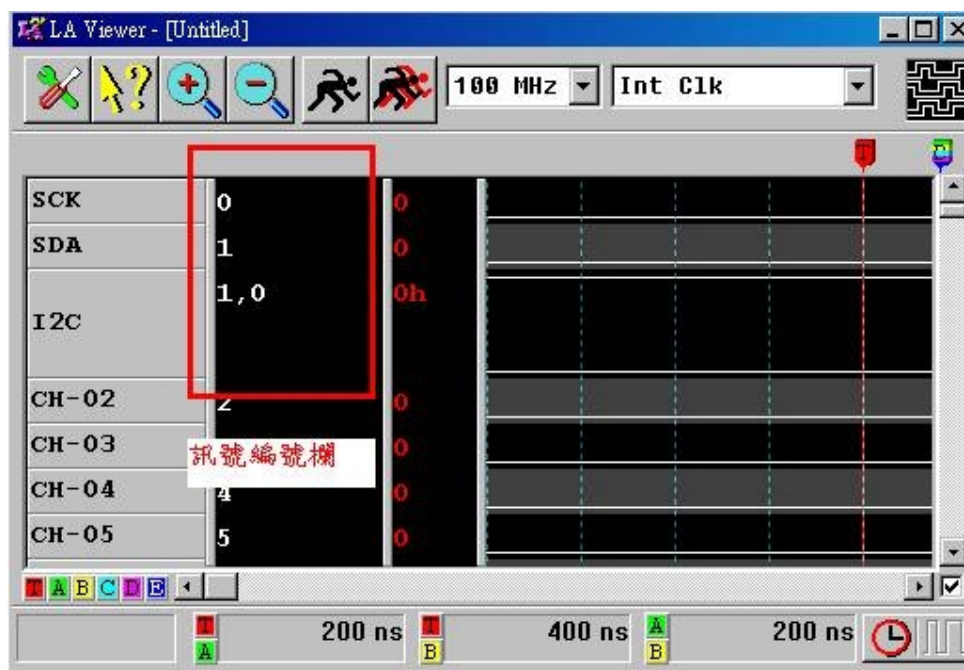 LA Viewer - [Untitled]
100 MHz Int Clk
T
SCK 0 0
SDA 1 0
I2C 1,0 0h
CH-02 2 0
CH-03 0
訊號編號欄
CH-04 4 0
CH-05 5 0
T A B C D E
T A 200 ns T B 400 ns A B 200 ns